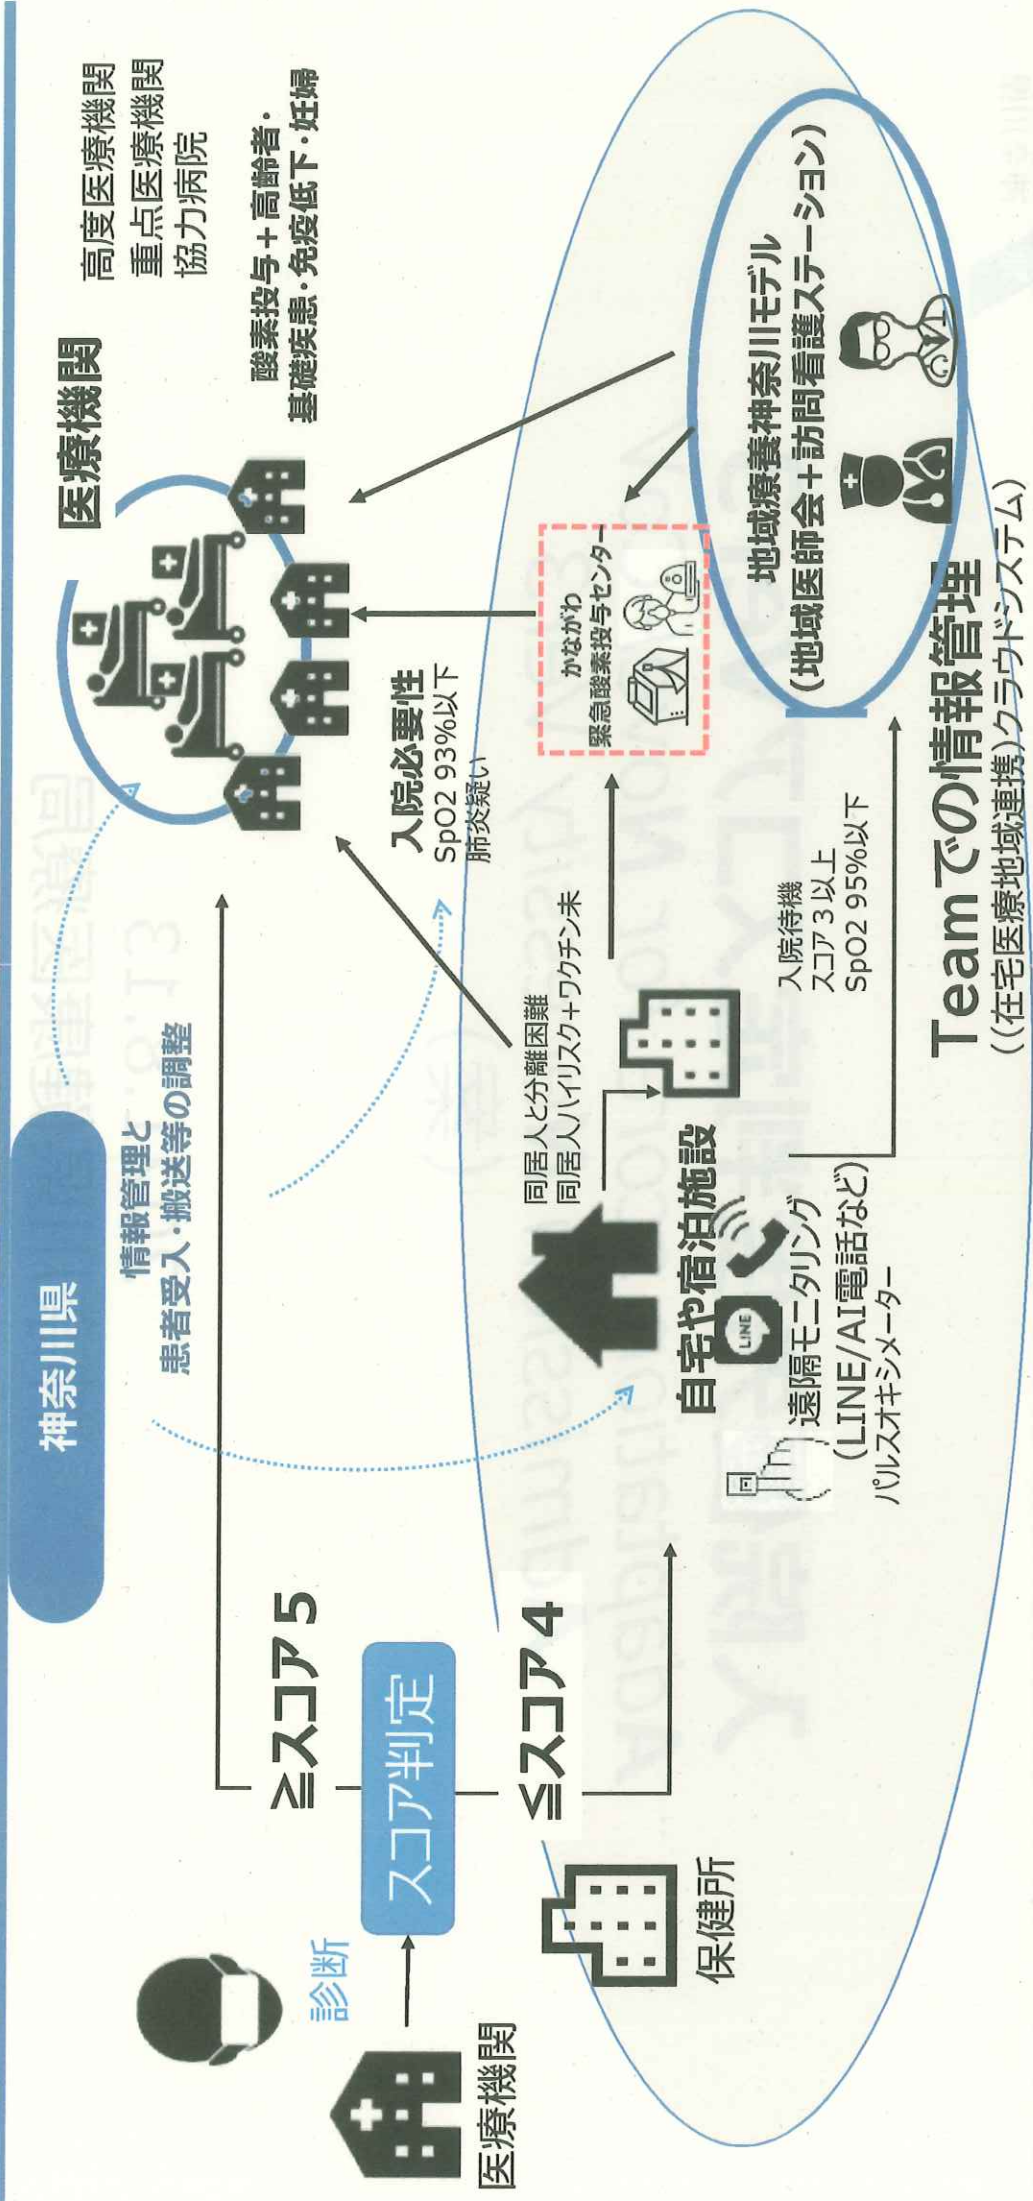 神奈川県
情報管理と
患者受入・搬送等の調整
医療機関
高度医療機関
重点医療機関
協力病院
酸素投与+高齢者・
基礎疾患・免疫低下・妊婦
診断
医療機関
スコア判定
≧スコア5
≦スコア4
保健所
入院必要性
SpO2 93%以下
肺炎疑い
同居人と分離困難
同居人ハイリスク+ワクチン未
自宅や宿泊施設
LINE
遠隔モニタリング
(LINE/AI電話など)
パルスオキシメーター
かながわ
緊急酸素投与センター
入院待機
スコア3以上
SpO2 95%以下
地域療養神奈川モデル
(地域医師会+訪問看護ステーション)
Teamでの情報管理
((在宅医療地域連携)クラウドシステム)